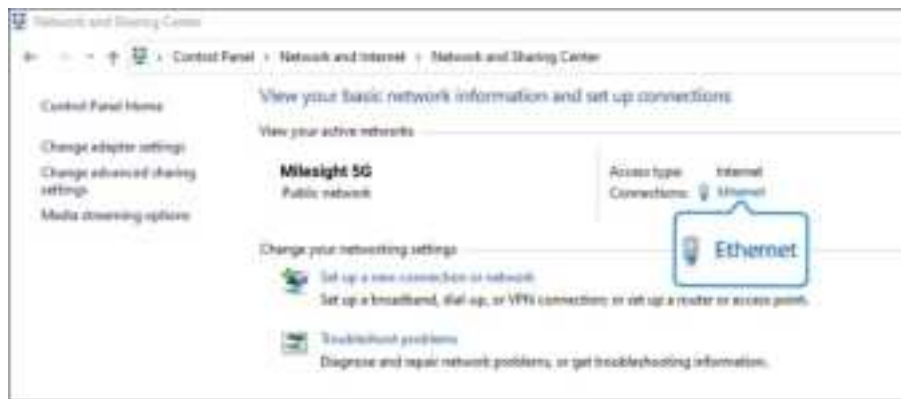 Network and Sharing Center
Control Panel › Network and Internet › Network and Sharing Center
Control Panel Home
Change adapter settings
Change advanced sharing
settings
Media streaming options
View your basic network information and set up connections
View your active networks
Milesight 5G
Public network
Access type: Internet
Connections: Ethernet
Ethernet
Change your networking settings
Set up a new connection or network
Set up a broadband, dial-up, or VPN connection; or set up a router or access point.
Troubleshoot problems
Diagnose and repair network problems, or get troubleshooting information.